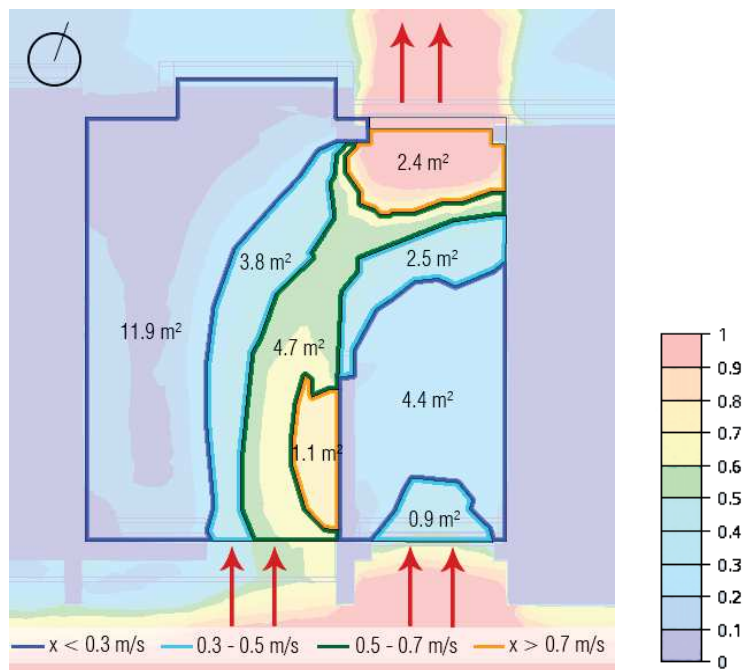 2.4 m²
3.8 m²
2.5 m²
11.9 m²
4.7 m²
4.4 m²
1.1 m²
0.9 m²
x < 0.3 m/s
0.3 - 0.5 m/s
0.5 - 0.7 m/s
x > 0.7 m/s
1
0.9
0.8
0.7
0.6
0.5
0.4
0.3
0.2
0.1
0